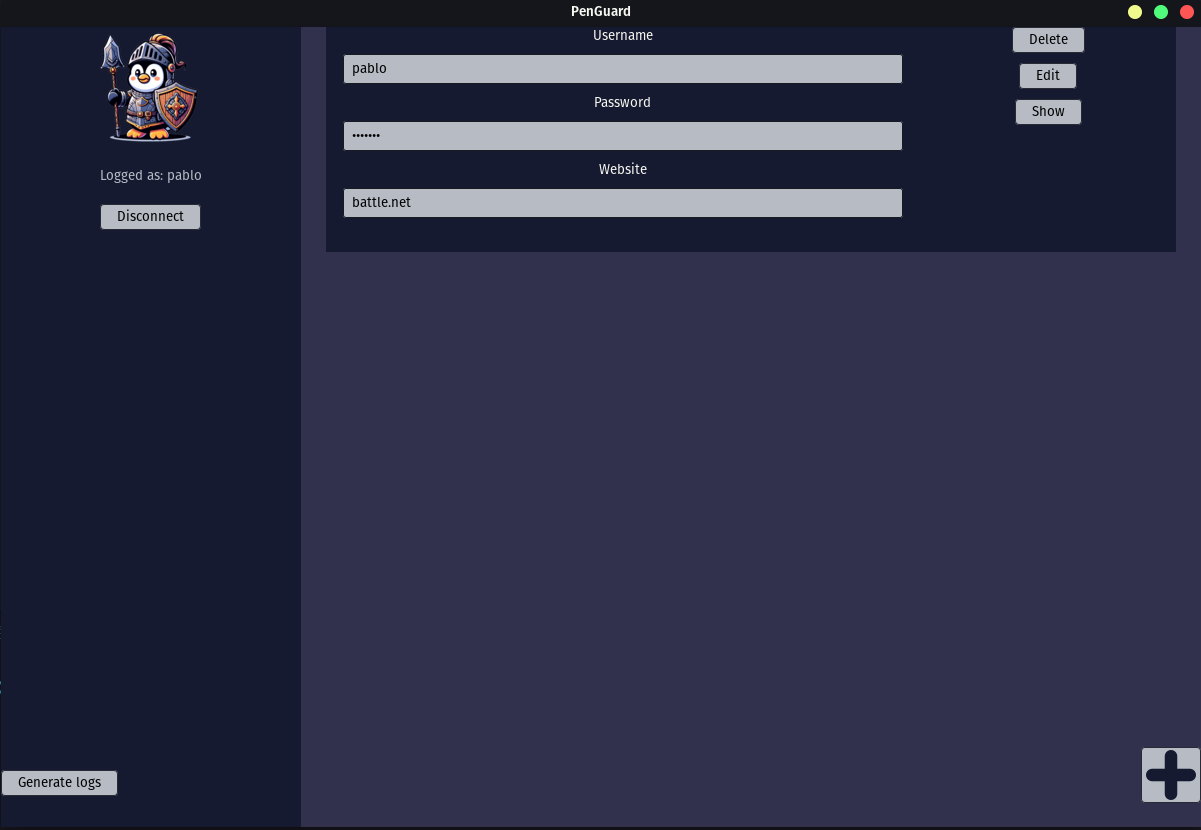 PenGuard
Logged as: pablo
Disconnect
Generate logs
Username
pablo
Password
•••••••
Website
battle.net
Delete
Edit
Show